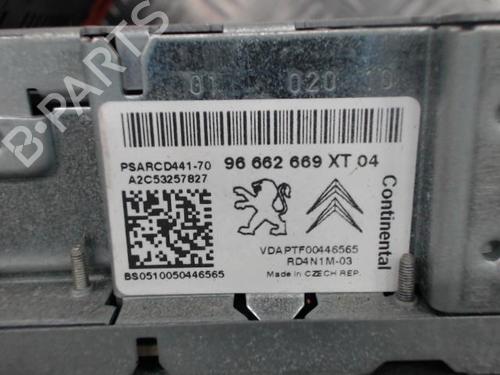 01 020
PSARCD441-70
96 662 669 XT 04
A2C53257827
Continental
VDAPTF00446565
RD4N1M-03
BS0510050446565
Made in CZECH REP.
B-PARTS